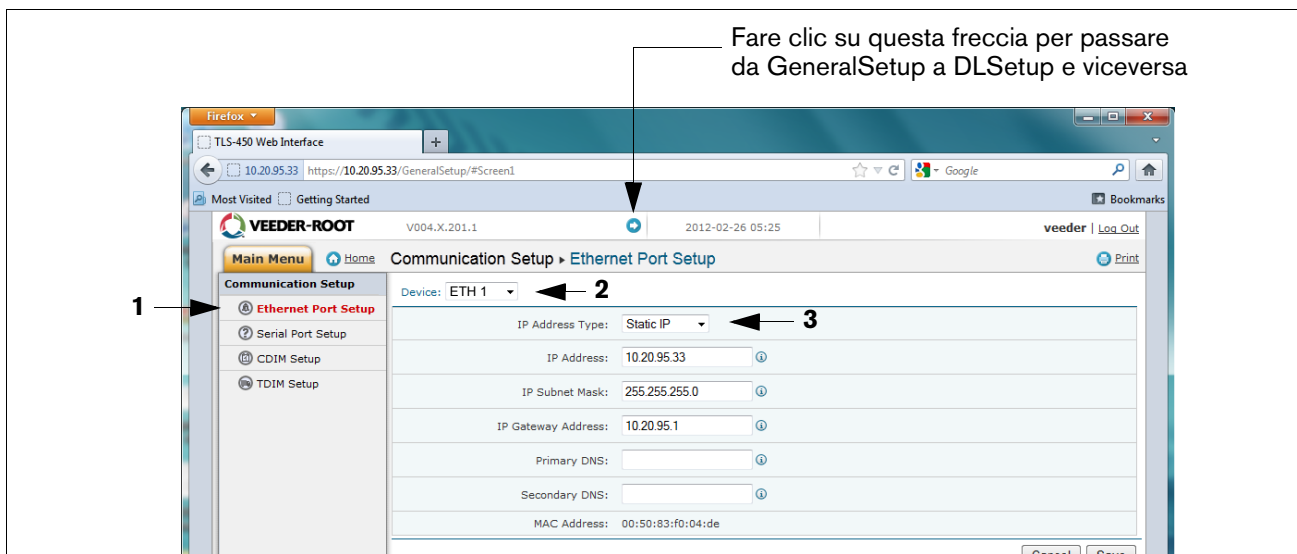 Fare clic su questa freccia per passare
da GeneralSetup a DLSetup e viceversa
Firefox
TLS-450 Web Interface
+
10.20.95.33 https://10.20.95.33/GeneralSetup/#Screen1
Google
Most Visited Getting Started
Bookmarks
VEEDER-ROOT V004.X.201.1 2012-02-26 05:25 veeder | Log Out
Main Menu Home Communication Setup ▸ Ethernet Port Setup Print
Communication Setup
Device: ETH 1
2
1
Ethernet Port Setup
IP Address Type: Static IP
3
Serial Port Setup
IP Address: 10.20.95.33
CDIM Setup
TDIM Setup
IP Subnet Mask: 255.255.255.0
IP Gateway Address: 10.20.95.1
Primary DNS:
Secondary DNS:
MAC Address: 00:50:83:f0:04:de
Cancel Save